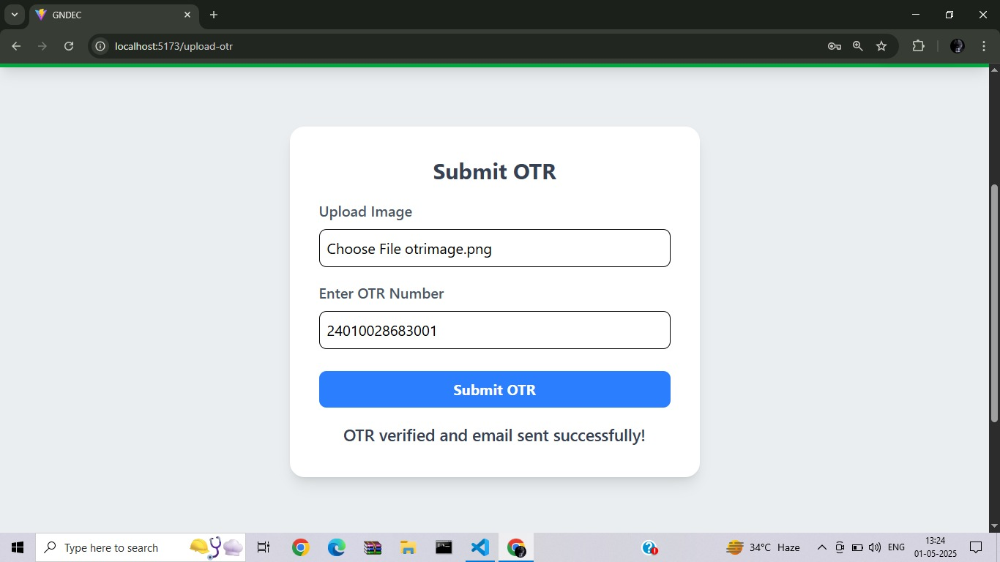 GNDEC
localhost:5173/upload-otr
Submit OTR
Upload Image
Choose File otrimage.png
Enter OTR Number
24010028683001
Submit OTR
OTR verified and email sent successfully!
Type here to search
34°C Haze
ENG
13:24
01-05-2025